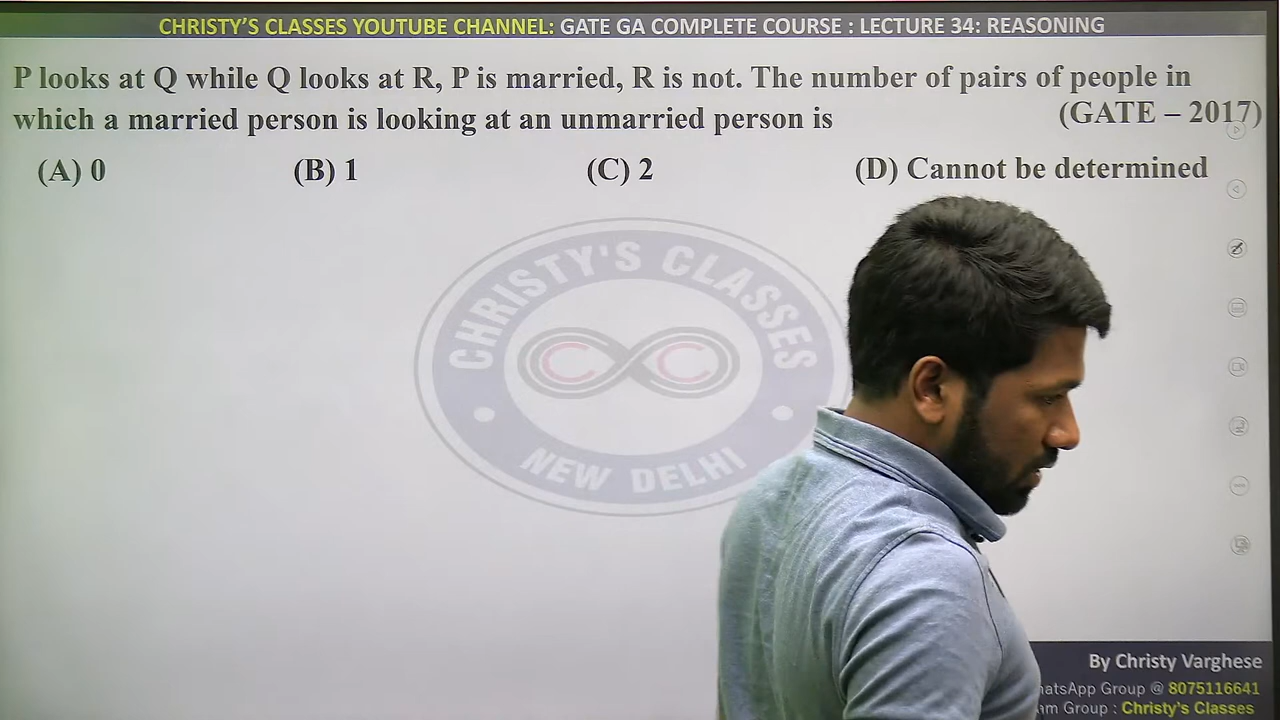 CHRISTY'S CLASSES YOUTUBE CHANNEL: GATE GA COMPLETE COURSE : LECTURE 34: REASONING
P looks at Q while Q looks at R, P is married, R is not. The number of pairs of people in
which a married person is looking at an unmarried person is
(GATE – 2017)
(A) 0 (B) 1 (C) 2 (D) Cannot be determined
CHRISTY'S CLASSES
CC
NEW DELHI
By Christy Varghese
Group @ 8075116641
Group : Christy's Classes